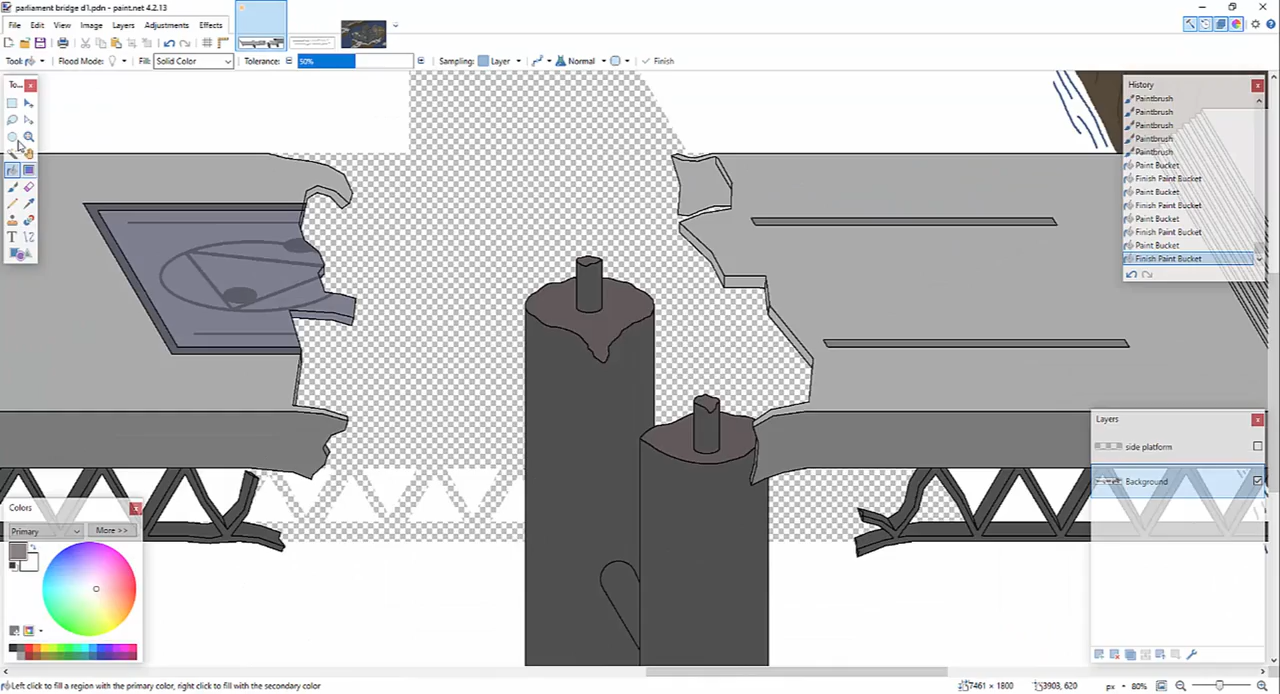 parliament bridge d1.pdn - paint.net 4.2.13
File Edit View Image Layers Adjustments Effects
Tool: Flood Mode: Fill: Solid Color Tolerance: 50% Sampling: Layer Normal Finish
To...
History
Paintbrush
Paintbrush
Paintbrush
Paintbrush
Paintbrush
Paint Bucket
Finish Paint Bucket
Paint Bucket
Finish Paint Bucket
Paint Bucket
Finish Paint Bucket
Paint Bucket
Finish Paint Bucket
Layers
side platform
Background
Colors
Primary More >>
Left click to fill a region with the primary color, right click to fill with the secondary color
7461 × 1800 3903, 620 px 80%